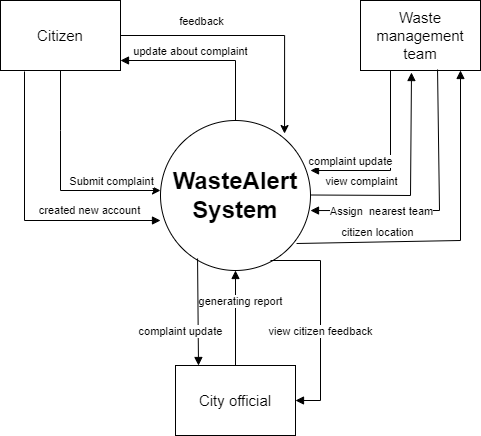 feedback
Citizen
Waste
management
team
update about complaint
complaint update
Submit complaint
WasteAlert
System
view complaint
created new account
Assign nearest team
citizen location
generating report
complaint update
view citizen feedback
City official